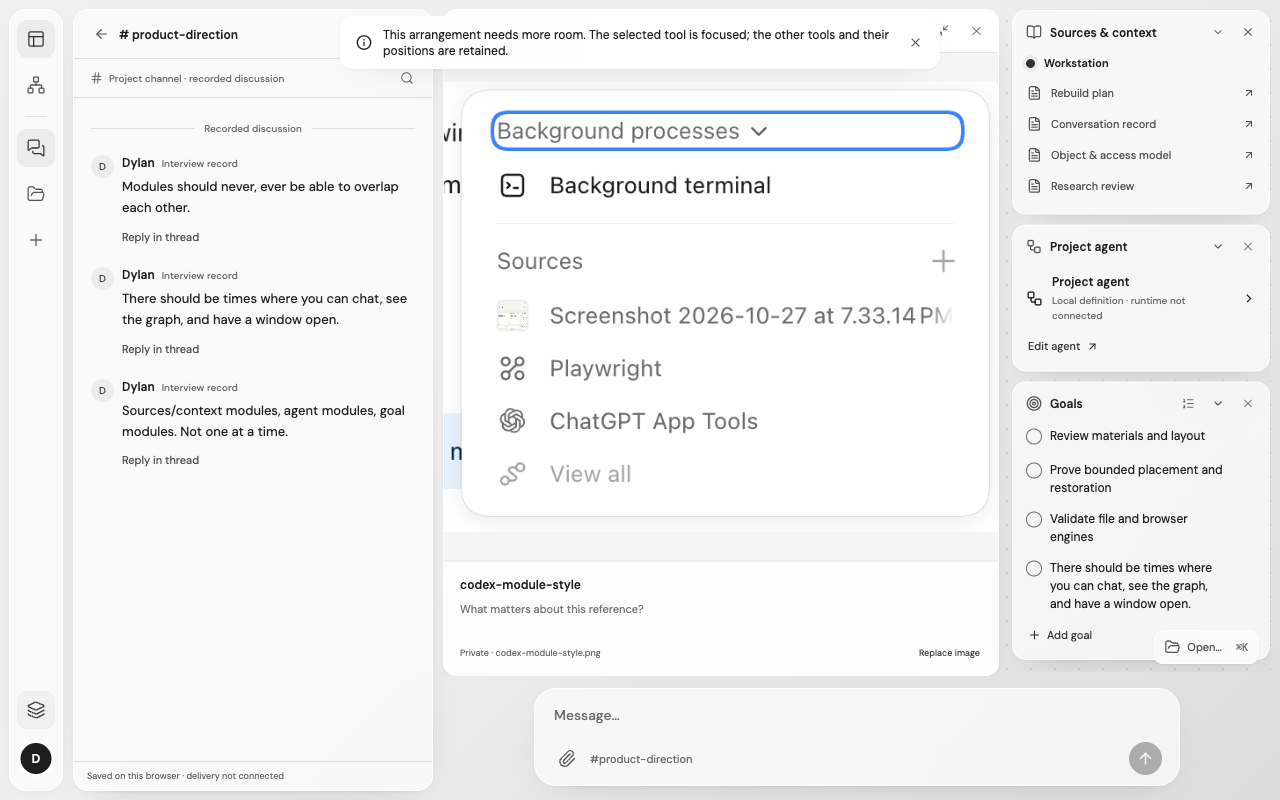 This arrangement needs more room. The selected tool is focused; the other tools and their
positions are retained.
# product-direction
Project channel · recorded discussion
Recorded discussion
D
Dylan Interview record
Modules should never, ever be able to overlap
each other.
Reply in thread
D
Dylan Interview record
There should be times where you can chat, see
the graph, and have a window open.
Reply in thread
D
Dylan Interview record
Sources/context modules, agent modules, goal
modules. Not one at a time.
Reply in thread
Saved on this browser · delivery not connected
D
Background processes
Background terminal
Sources
Screenshot 2026-10-27 at 7.33.14 PM
Playwright
ChatGPT App Tools
View all
codex-module-style
What matters about this reference?
Private · codex-module-style.png
Replace image
Message…
#product-direction
Sources & context
Workstation
Rebuild plan
Conversation record
Object & access model
Research review
Project agent
Project agent
Local definition · runtime not
connected
Edit agent
Goals
Review materials and layout
Prove bounded placement and
restoration
Validate file and browser
engines
There should be times where
you can chat, see the graph,
and have a window open.
Add goal
Open… ⌘K